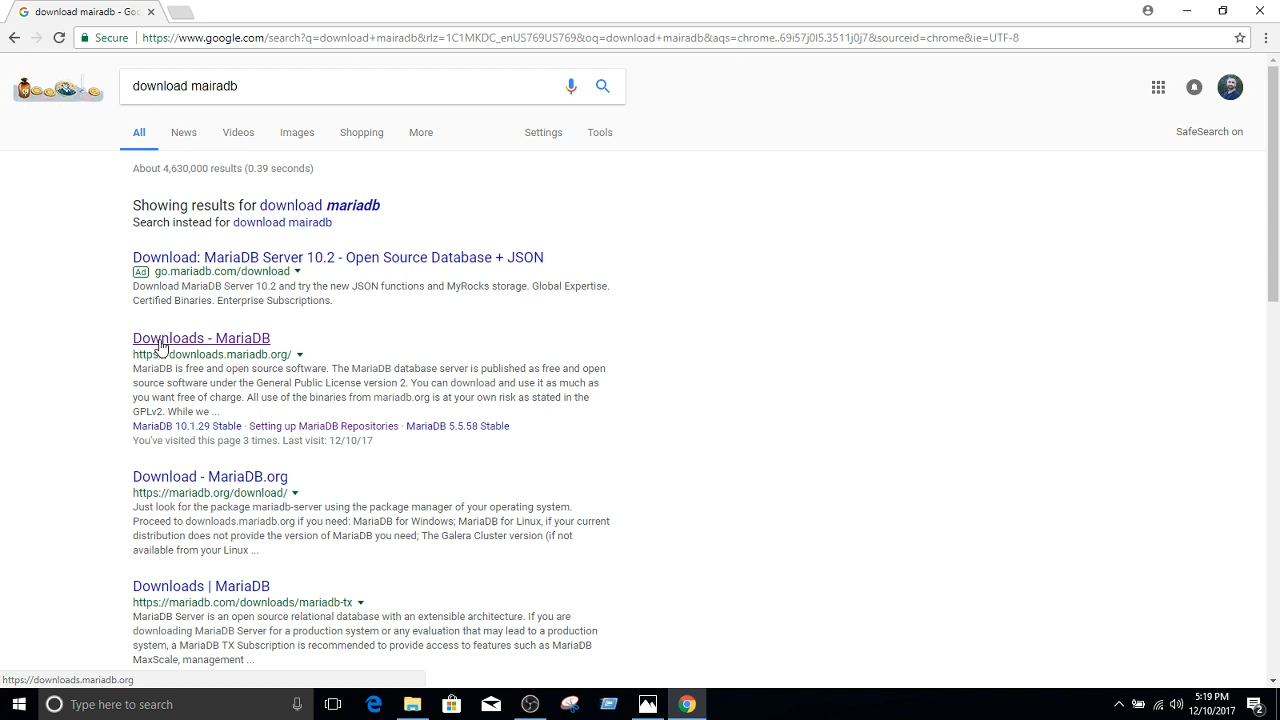 download mairadb - Goo
Secure https://www.google.com/search?q=download+mairadb&rlz=1C1MKDC_enUS769US769&oq=download+mairadb&aqs=chrome..69i57j0l5.3511j0j7&sourceid=chrome&ie=UTF-8
download mairadb
All News Videos Images Shopping More Settings Tools SafeSearch on
About 4,630,000 results (0.39 seconds)
Showing results for download mariadb
Search instead for download mairadb
Download: MariaDB Server 10.2 - Open Source Database + JSON
Ad go.mariadb.com/download
Download MariaDB Server 10.2 and try the new JSON functions and MyRocks storage. Global Expertise.
Certified Binaries. Enterprise Subscriptions.
Downloads - MariaDB
https://downloads.mariadb.org/
MariaDB is free and open source software. The MariaDB database server is published as free and open
source software under the General Public License version 2. You can download and use it as much as
you want free of charge. All use of the binaries from mariadb.org is at your own risk as stated in the
GPLv2. While we ...
MariaDB 10.1.29 Stable · Setting up MariaDB Repositories · MariaDB 5.5.58 Stable
You've visited this page 3 times. Last visit: 12/10/17
Download - MariaDB.org
https://mariadb.org/download/
Just look for the package mariadb-server using the package manager of your operating system.
Proceed to downloads.mariadb.org if you need: MariaDB for Windows; MariaDB for Linux, if your current
distribution does not provide the version of MariaDB you need; The Galera Cluster version (if not
available from your Linux ...
Downloads | MariaDB
https://mariadb.com/downloads/mariadb-tx
MariaDB Server is an open source relational database with an extensible architecture. If you are
downloading MariaDB Server for a production system or any evaluation that may lead to a production
system, a MariaDB TX Subscription is recommended to provide access to features such as MariaDB
MaxScale, management ...
https://downloads.mariadb.org
Type here to search
5:19 PM
12/10/2017
2